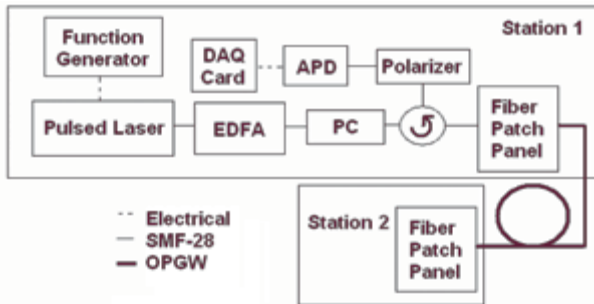 Station 1
Function
Generator
DAQ
Card
APD
Polarizer
Pulsed Laser
EDFA
PC
Fiber
Patch
Panel
Station 2
Fiber
Patch
Panel
Electrical
SMF-28
OPGW